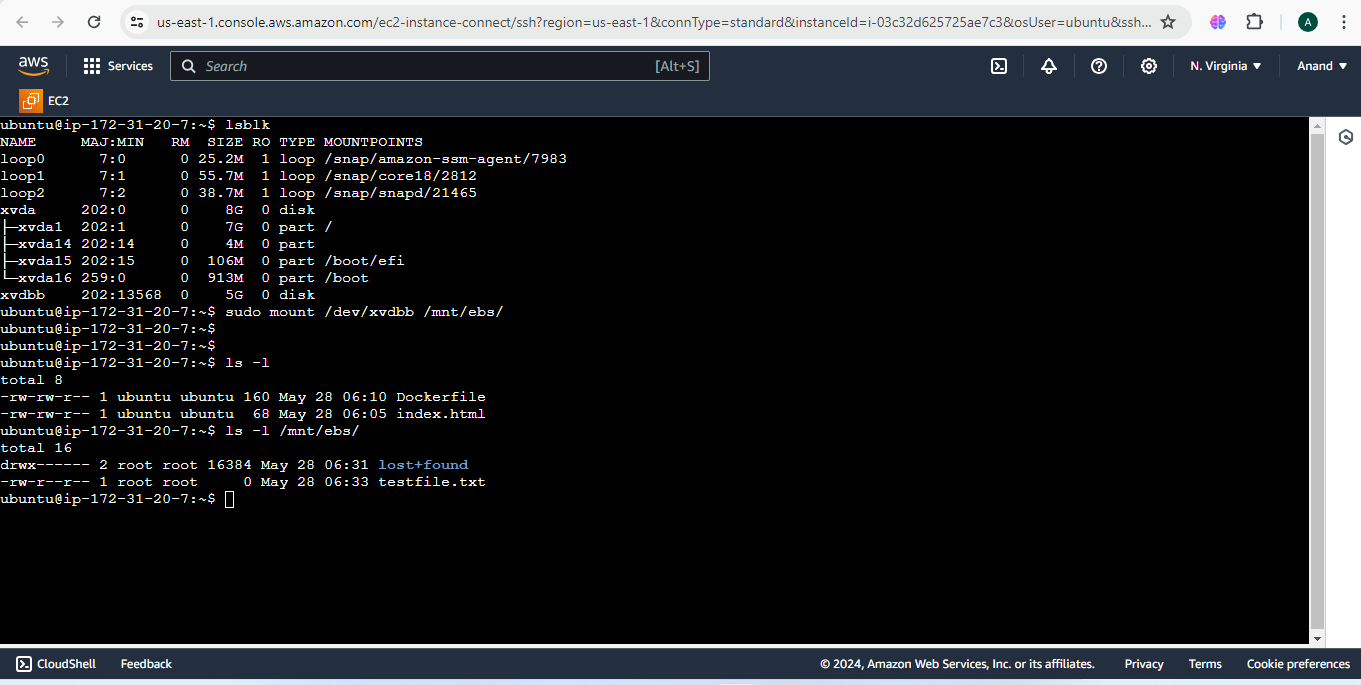 us-east-1.console.aws.amazon.com/ec2-instance-connect/ssh?region=us-east-1&connType=standard&instanceId=i-03c32d625725ae7c3&osUser=ubuntu&ssh...
A
aws Services Search [Alt+S] N. Virginia Anand
EC2
ubuntu@ip-172-31-20-7:~$ lsblk
NAME     MAJ:MIN   RM  SIZE RO TYPE MOUNTPOINTS
loop0      7:0      0 25.2M  1 loop /snap/amazon-ssm-agent/7983
loop1      7:1      0 55.7M  1 loop /snap/core18/2812
loop2      7:2      0 38.7M  1 loop /snap/snapd/21465
xvda     202:0      0    8G  0 disk
├─xvda1  202:1      0    7G  0 part /
├─xvda14 202:14     0    4M  0 part
├─xvda15 202:15     0  106M  0 part /boot/efi
└─xvda16 259:0      0  913M  0 part /boot
xvdbb    202:13568  0    5G  0 disk
ubuntu@ip-172-31-20-7:~$ sudo mount /dev/xvdbb /mnt/ebs/
ubuntu@ip-172-31-20-7:~$
ubuntu@ip-172-31-20-7:~$
ubuntu@ip-172-31-20-7:~$ ls -l
total 8
-rw-rw-r-- 1 ubuntu ubuntu 160 May 28 06:10 Dockerfile
-rw-rw-r-- 1 ubuntu ubuntu  68 May 28 06:05 index.html
ubuntu@ip-172-31-20-7:~$ ls -l /mnt/ebs/
total 16
drwx------ 2 root root 16384 May 28 06:31 lost+found
-rw-r--r-- 1 root root     0 May 28 06:33 testfile.txt
ubuntu@ip-172-31-20-7:~$
CloudShell Feedback © 2024, Amazon Web Services, Inc. or its affiliates. Privacy Terms Cookie preferences